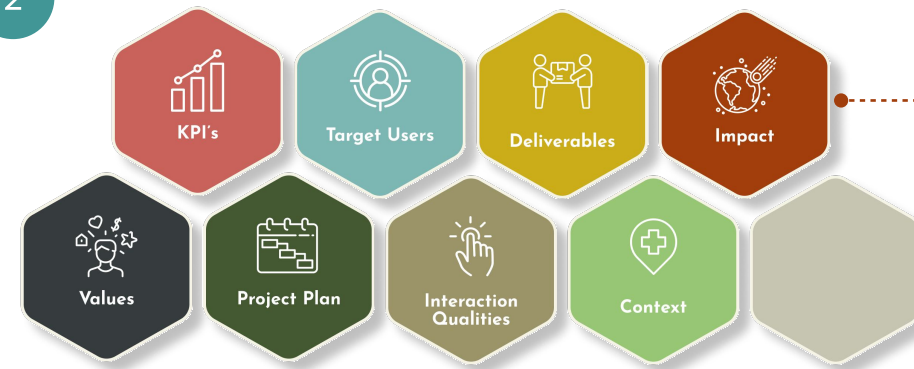 2
KPI's
Target Users
Deliverables
Impact
Values
Project Plan
Interaction
Qualities
Context